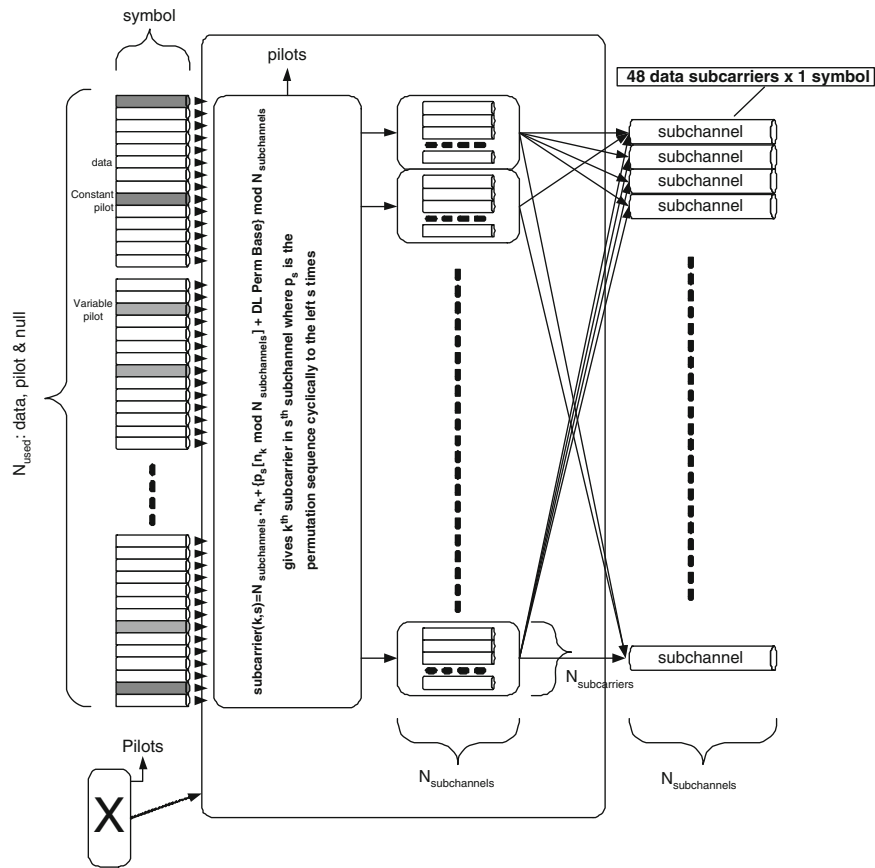 symbol
pilots
48 data subcarriers x 1 symbol
data
Constant
pilot
Variable
pilot
N_used: data, pilot & null
subcarrier(k,s)=N_subchannels.n_k+ {p_s[n_k mod N_subchannels] + DL Perm Base} mod N_subchannels
gives k^th subcarrier in s^th subchannel where p_s is the
permutation sequence cyclically to the left s times
subchannel
subchannel
subchannel
subchannel
subchannel
N_subcarriers
N_subchannels
N_subchannels
Pilots
X